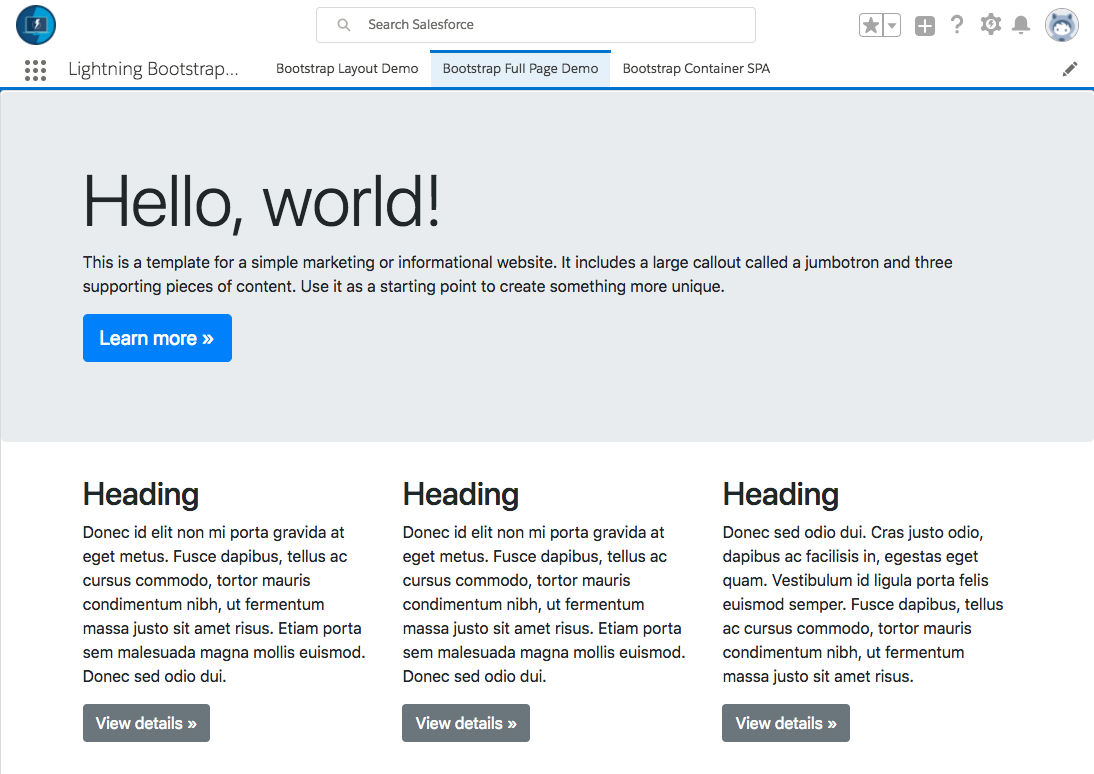 Search Salesforce
Lightning Bootstrap...
Bootstrap Layout Demo
Bootstrap Full Page Demo
Bootstrap Container SPA
Hello, world!
This is a template for a simple marketing or informational website. It includes a large callout called a jumbotron and three
supporting pieces of content. Use it as a starting point to create something more unique.
Learn more »
Heading
Donec id elit non mi porta gravida at
eget metus. Fusce dapibus, tellus ac
cursus commodo, tortor mauris
condimentum nibh, ut fermentum
massa justo sit amet risus. Etiam porta
sem malesuada magna mollis euismod.
Donec sed odio dui.
View details »
Heading
Donec id elit non mi porta gravida at
eget metus. Fusce dapibus, tellus ac
cursus commodo, tortor mauris
condimentum nibh, ut fermentum
massa justo sit amet risus. Etiam porta
sem malesuada magna mollis euismod.
Donec sed odio dui.
View details »
Heading
Donec sed odio dui. Cras justo odio,
dapibus ac facilisis in, egestas eget
quam. Vestibulum id ligula porta felis
euismod semper. Fusce dapibus, tellus
ac cursus commodo, tortor mauris
condimentum nibh, ut fermentum
massa justo sit amet risus.
View details »